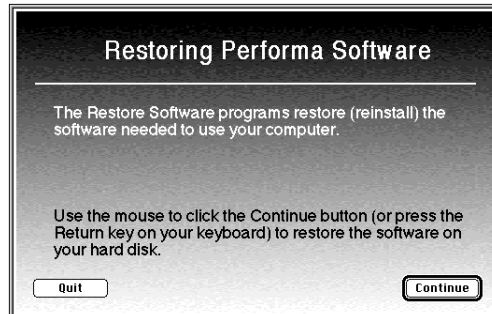 Restoring Performa Software
The Restore Software programs restore (reinstall) the
software needed to use your computer.
Use the mouse to click the Continue button (or press the
Return key on your keyboard) to restore the software on
your hard disk.
Quit
Continue